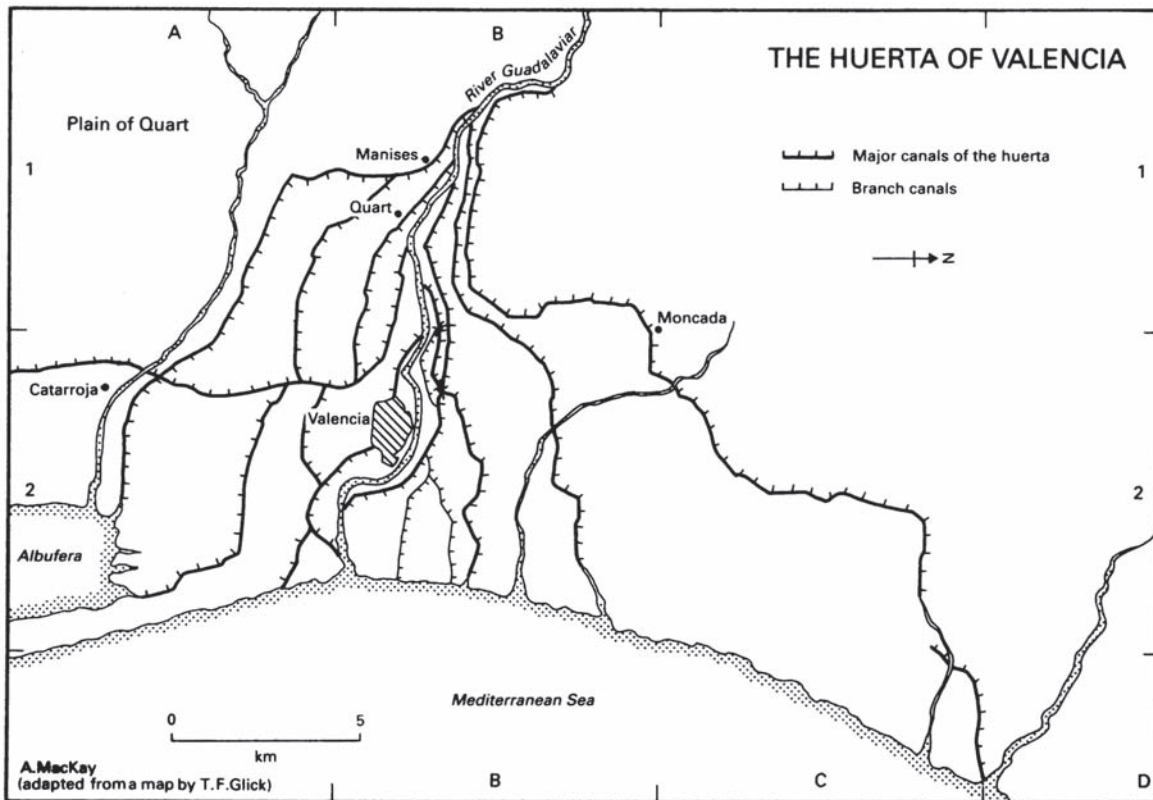 A
B
THE HUERTA OF VALENCIA
River Guadalaviar
Plain of Quart
Manises
Major canals of the huerta
1
1
Branch canals
Quart
N
Moncada
Catarroja
Valencia
2
2
Albufera
Mediterranean Sea
0 5
km
A.MacKay
(adapted from a map by T.F.Glick)
B
C
D